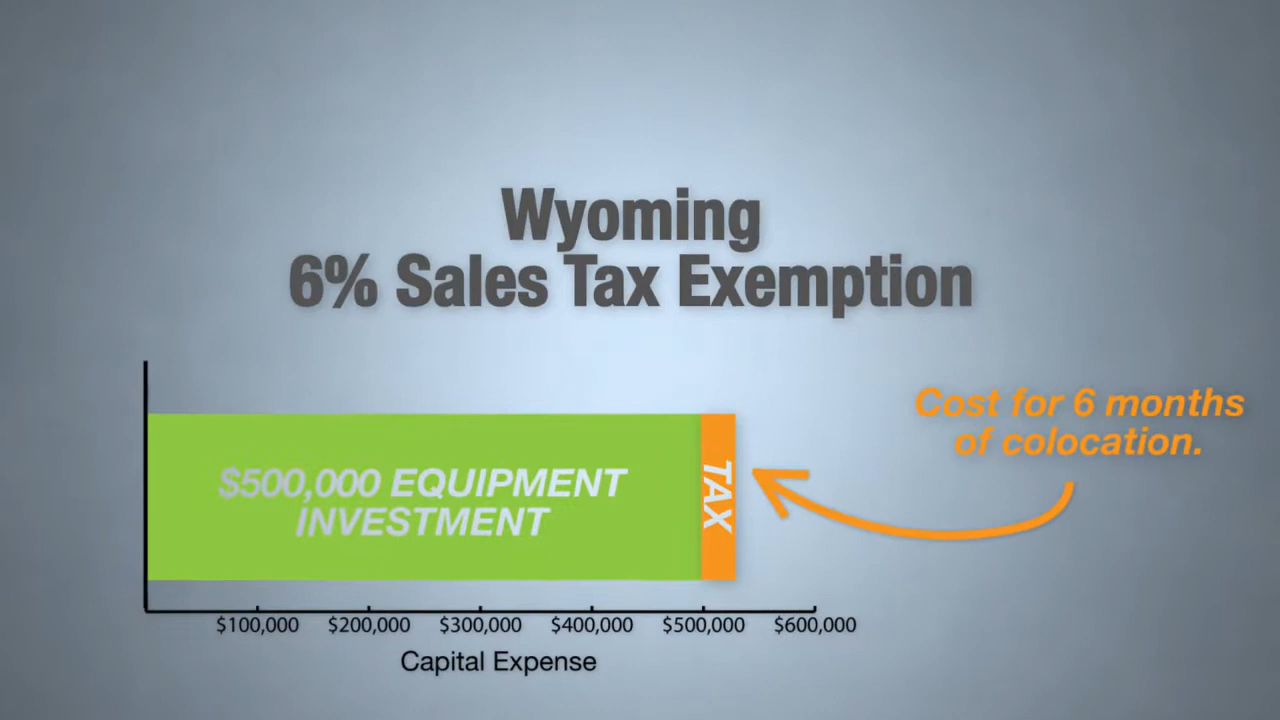 Wyoming
6% Sales Tax Exemption
Cost for 6 months
of colocation.
$500,000 EQUIPMENT
INVESTMENT
TAX
$100,000 $200,000 $300,000 $400,000 $500,000 $600,000
Capital Expense